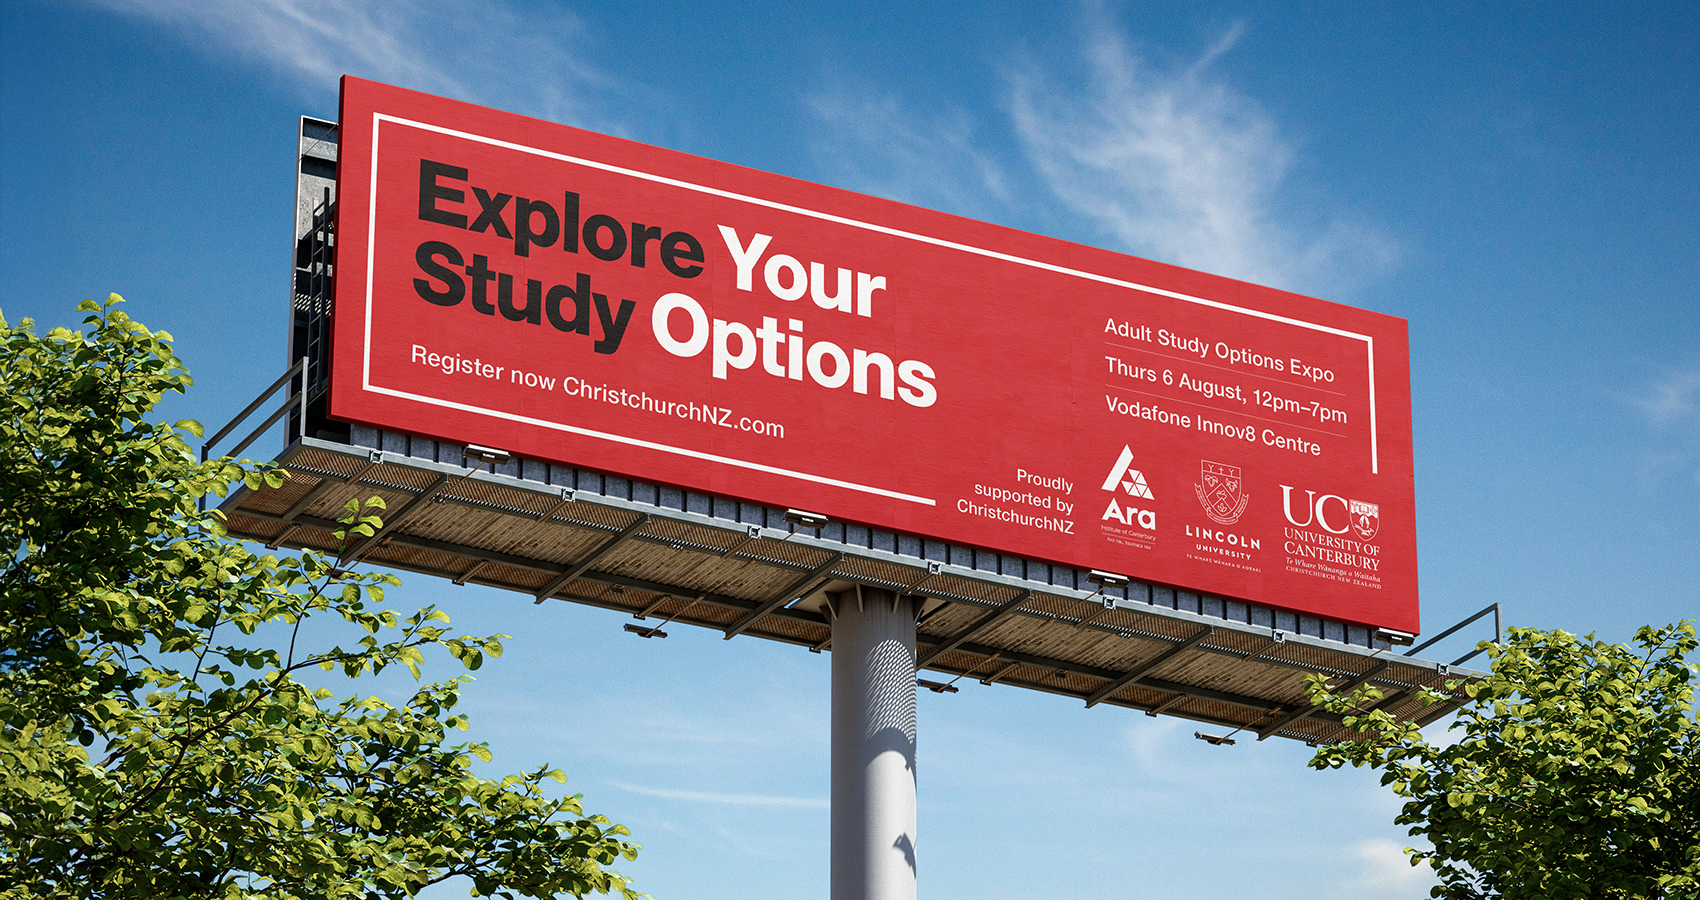 Explore Your
Study Options
Register now ChristchurchNZ.com
Adult Study Options Expo
Thurs 6 August, 12pm–7pm
Vodafone Innov8 Centre
Proudly
supported by
ChristchurchNZ
Ara
Institute of Canterbury
LINCOLN
UNIVERSITY
TE WHARE WĀNAKA O AORAKI
UC
UNIVERSITY OF
CANTERBURY
Te Whare Wānanga o Waitaha
CHRISTCHURCH NEW ZEALAND